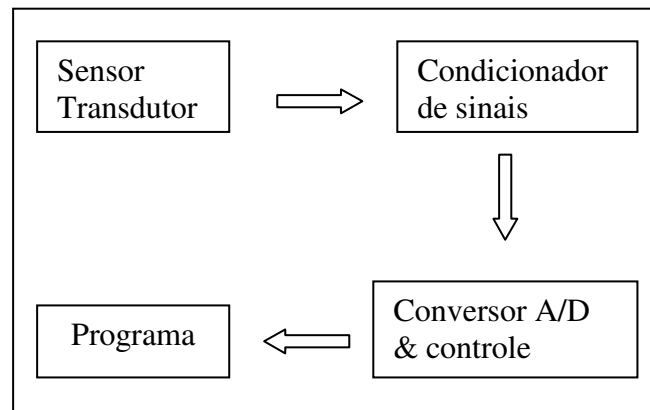 Sensor
Transdutor
Condicionador
de sinais
Conversor A/D
& controle
Programa